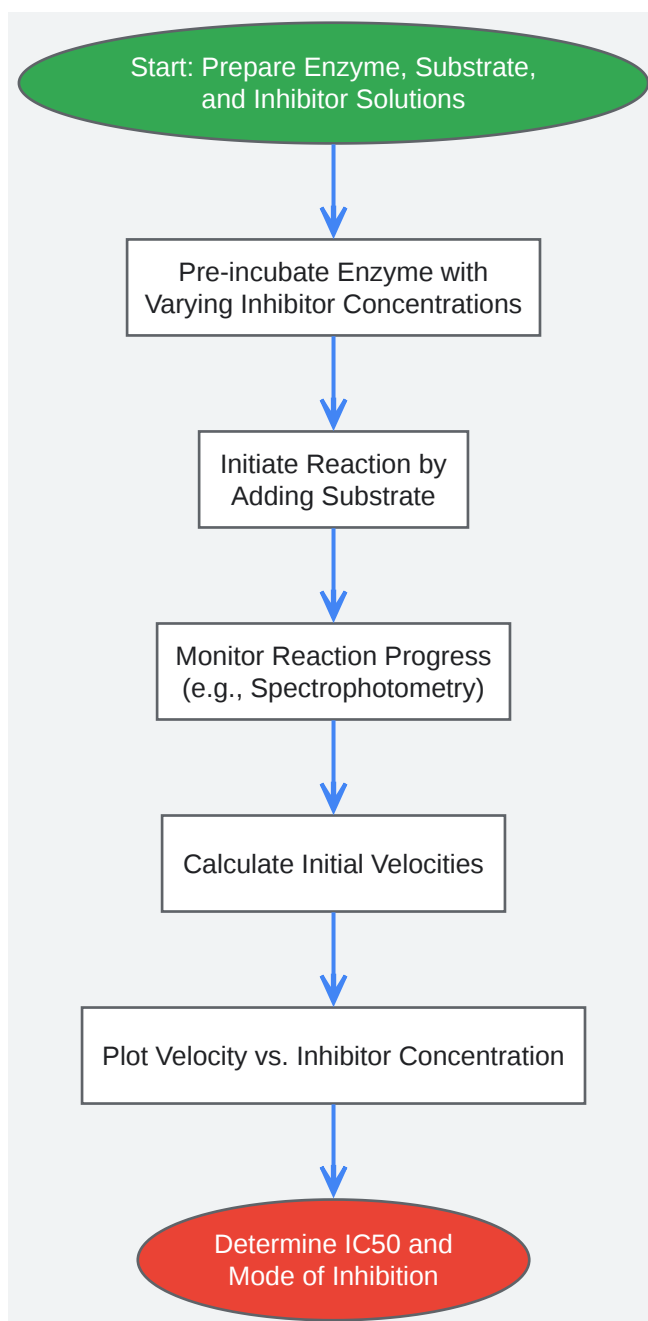 Start: Prepare Enzyme, Substrate,
and Inhibitor Solutions
Pre-incubate Enzyme with
Varying Inhibitor Concentrations
Initiate Reaction by
Adding Substrate
Monitor Reaction Progress
(e.g., Spectrophotometry)
Calculate Initial Velocities
Plot Velocity vs. Inhibitor Concentration
Determine IC50 and
Mode of Inhibition